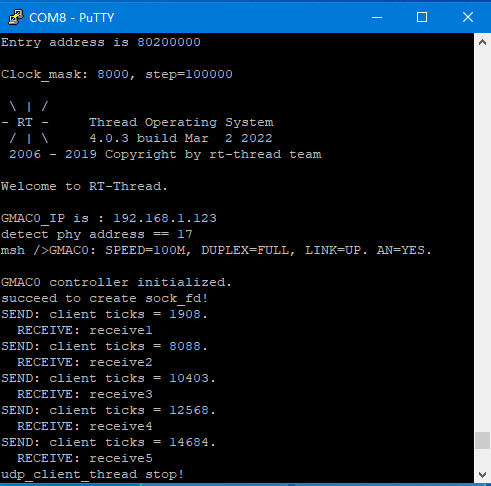 COM8 - PuTTY
Entry address is 80200000
Clock_mask: 8000, step=100000
 \ | /
- RT -     Thread Operating System
 / | \     4.0.3 build Mar  2 2022
 2006 - 2019 Copyright by rt-thread team
Welcome to RT-Thread.
GMAC0_IP is : 192.168.1.123
detect phy address == 17
msh />GMAC0: SPEED=100M, DUPLEX=FULL, LINK=UP. AN=YES.
GMAC0 controller initialized.
succeed to create sock_fd!
SEND: client ticks = 1908.
  RECEIVE: receive1
SEND: client ticks = 8088.
  RECEIVE: receive2
SEND: client ticks = 10403.
  RECEIVE: receive3
SEND: client ticks = 12568.
  RECEIVE: receive4
SEND: client ticks = 14684.
  RECEIVE: receive5
udp_client_thread stop!